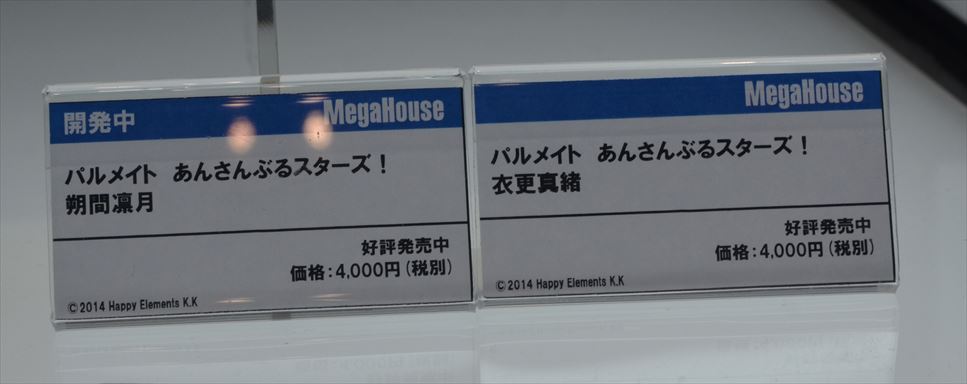 開発中 MegaHouse
パルメイト あんさんぶるスターズ！
朔間凛月
好評発売中
価格：4,000円（税別）
© 2014 Happy Elements K.K
MegaHouse
パルメイト あんさんぶるスターズ！
衣更真緒
好評発売中
価格：4,000円（税別）
© 2014 Happy Elements K.K